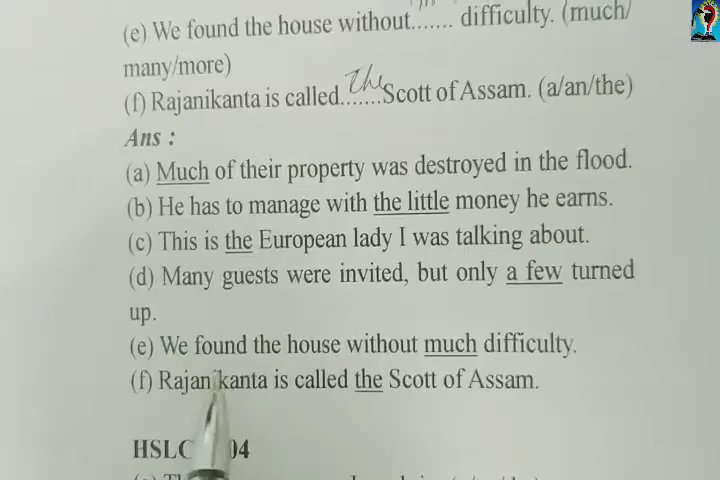 (e) We found the house without....... difficulty. (much/
many/more)
(f) Rajanikanta is called.......Scott of Assam. (a/an/the)
The
Ans :
(a) Much of their property was destroyed in the flood.
(b) He has to manage with the little money he earns.
(c) This is the European lady I was talking about.
(d) Many guests were invited, but only a few turned
up.
(e) We found the house without much difficulty.
(f) Rajanikanta is called the Scott of Assam.
HSLC 04